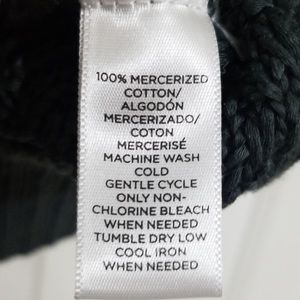 100% MERCERIZED
COTTON/
ALGODÓN
MERCERIZADO/
COTON
MERCERISÉ
MACHINE WASH
COLD
GENTLE CYCLE
ONLY NON-
CHLORINE BLEACH
WHEN NEEDED
TUMBLE DRY LOW
COOL IRON
WHEN NEEDED